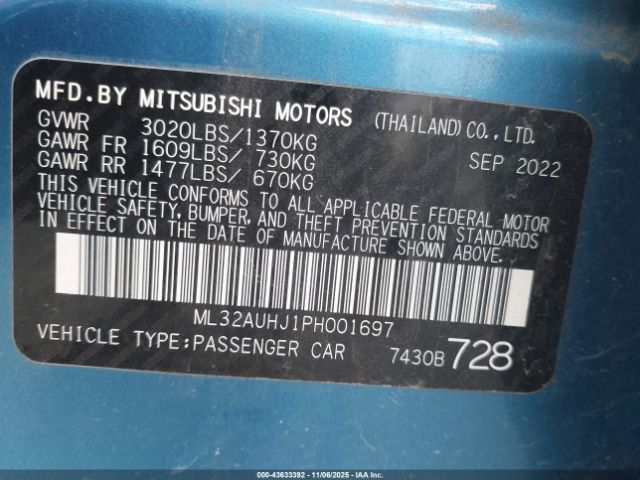 MFD.BY MITSUBISHI MOTORS (THAILAND)CO.,LTD.
GVWR 3020LBS/1370KG SEP 2022
GAWR FR 1609LBS/ 730KG
GAWR RR 1477LBS/ 670KG
THIS VEHICLE CONFORMS TO ALL APPLICABLE FEDERAL MOTOR
VEHICLE SAFETY, BUMPER, AND THEFT PREVENTION STANDARDS
IN EFFECT ON THE DATE OF MANUFACTURE SHOWN ABOVE.
ML32AUHJ1PH001697
VEHICLE TYPE:PASSENGER CAR 7430B 728
000-43633392 - 11/06/2025 - IAA, Inc.